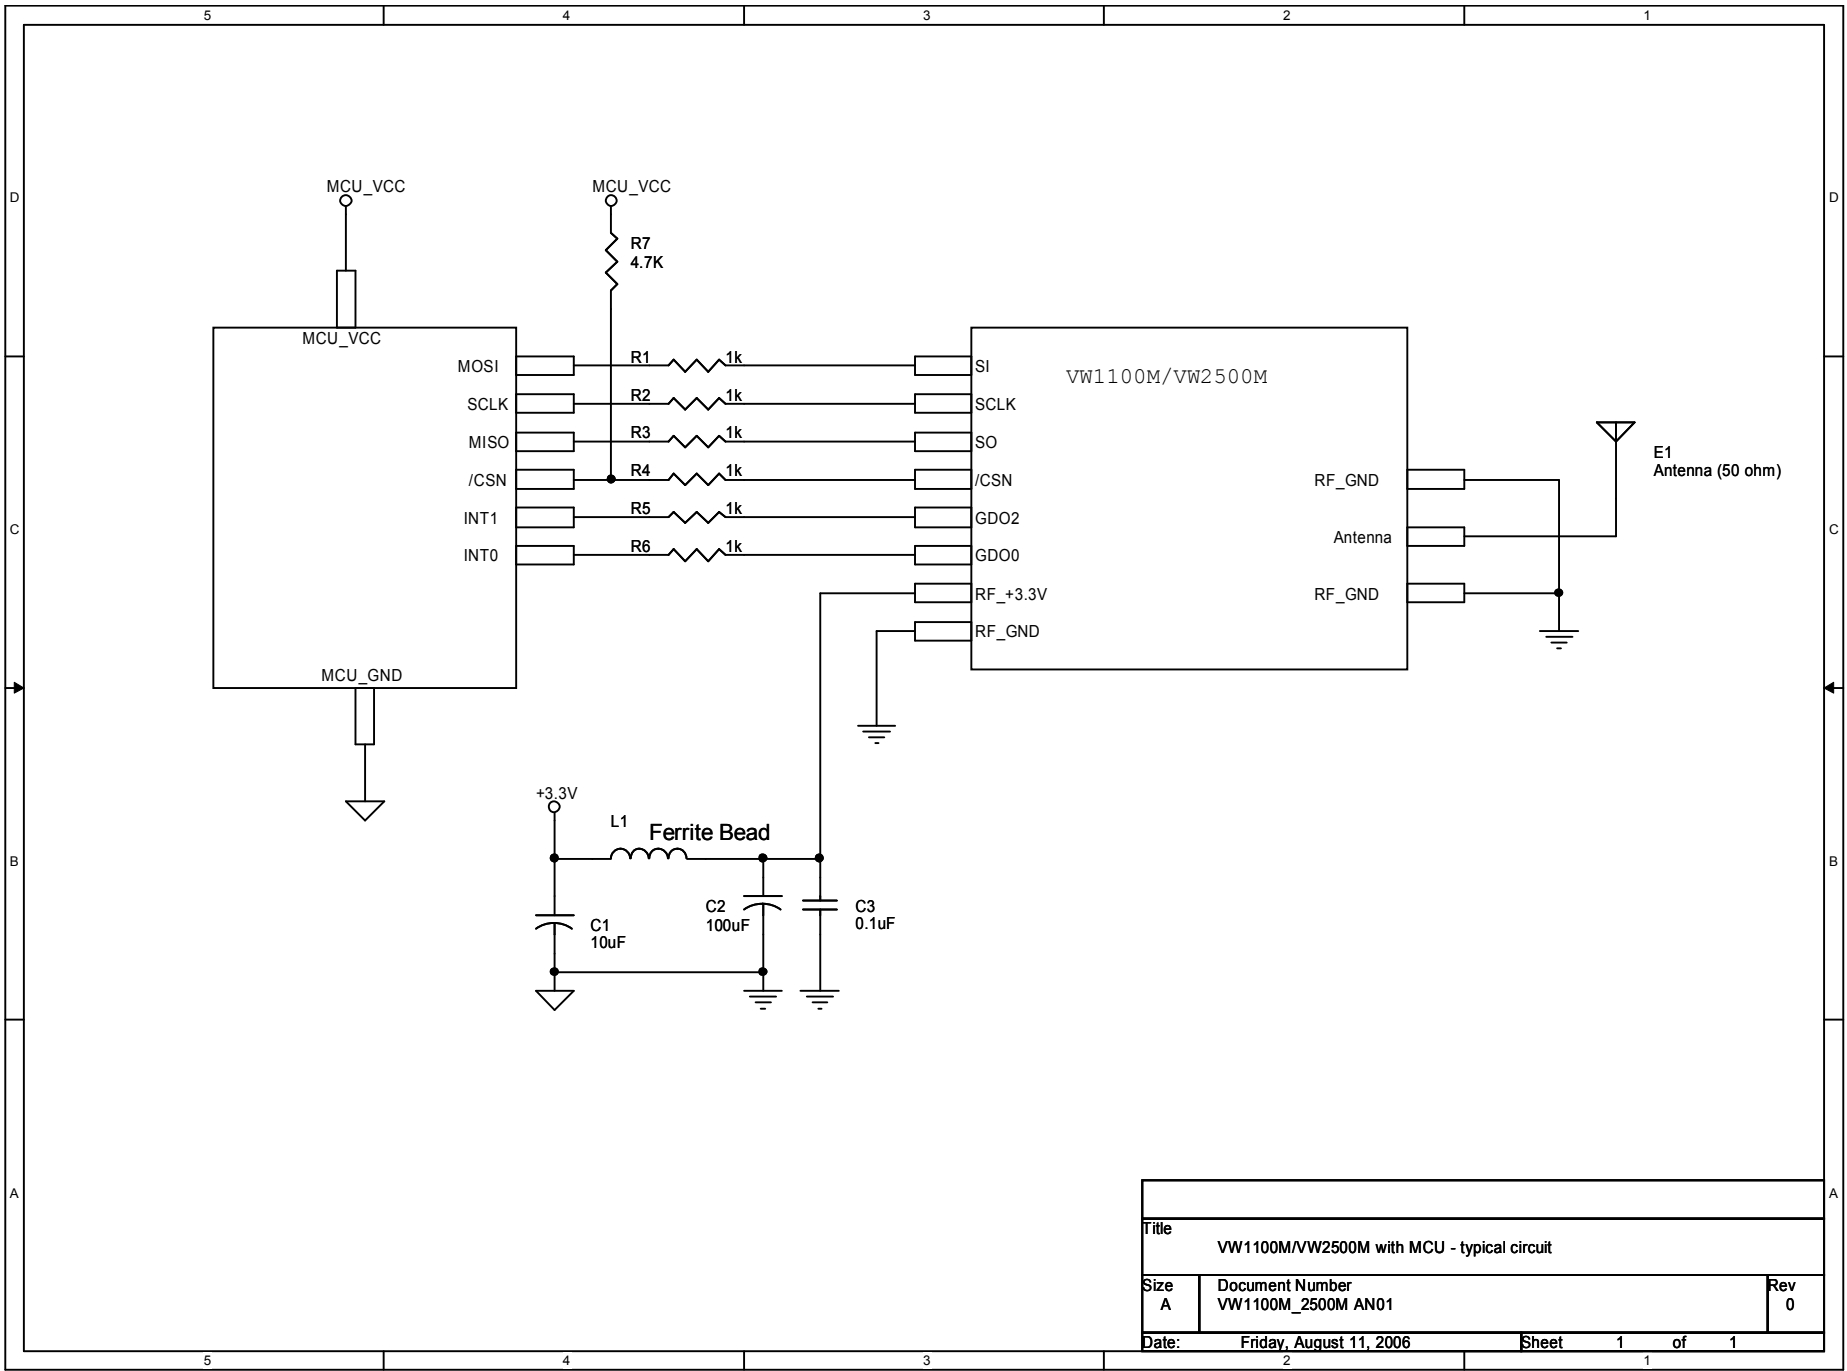 5 4 3 2 1
D D
MCU_VCC MCU_VCC
R7
4.7K
MCU_VCC
MOSI R1 1k SI
VW1100M/VW2500M
SCLK R2 1k SCLK
MISO R3 1k SO
/CSN R4 1k /CSN
INT1 R5 1k GDO2
INT0 R6 1k GDO0
RF_+3.3V
RF_GND
RF_GND
Antenna
RF_GND
E1
Antenna (50 ohm)
C C
MCU_GND
+3.3V
L1 Ferrite Bead
B B
C1
10uF
C2
100uF
C3
0.1uF
A A
Title
VW1100M/VW2500M with MCU - typical circuit
Size Document Number Rev
A VW1100M_2500M AN01 0
Date: Friday, August 11, 2006 Sheet 1 of 1
5 4 3 2 1